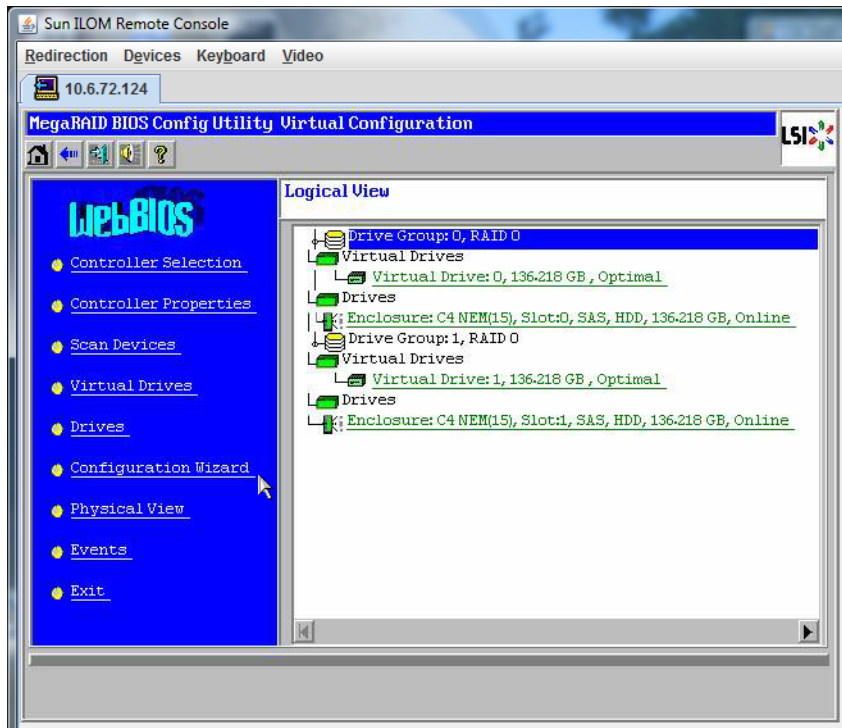 Sun ILOM Remote Console
Redirection Devices Keyboard Video
10.6.72.124
MegaRAID BIOS Config Utility Virtual Configuration
LSI
WebBIOS
Controller Selection
Controller Properties
Scan Devices
Virtual Drives
Drives
Configuration Wizard
Physical View
Events
Exit
Logical View
Drive Group: 0, RAID 0
Virtual Drives
Virtual Drive: 0, 136.218 GB , Optimal
Drives
Enclosure: C4 NEM(15), Slot:0, SAS, HDD, 136.218 GB, Online
Drive Group: 1, RAID 0
Virtual Drives
Virtual Drive: 1, 136.218 GB , Optimal
Drives
Enclosure: C4 NEM(15), Slot:1, SAS, HDD, 136.218 GB, Online